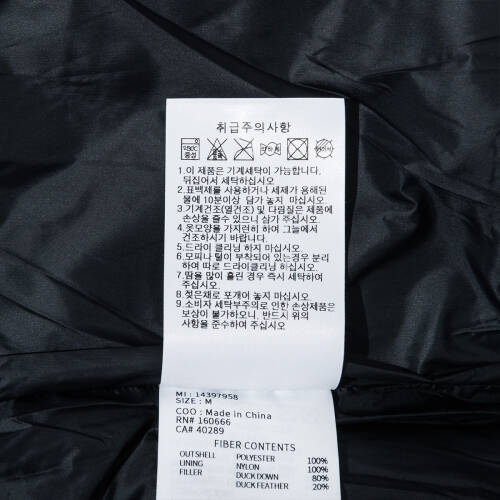 취급주의사항
1.이 제품은 기계세탁이 가능합니다.
뒤집어서 세탁하십시오
2.표백제를 사용하거나 세제가 용해된
물에 10분이상 담가 놓지 마십시오
3.기계건조(열건조) 및 다림질은 제품에
손상을 줄수 있으니 삼가 주십시오.
4.옷모양를 가지런히 하여 그늘에서
건조하시기 바랍니다.
5.드라이 클리닝 하지 마십시오.
6.모피나 털이 부착되어 있는경우 분리
하여 따로 드라이클리닝 하십시오
7.땀을 많이 흘린 경우 즉시 세탁하여
주십시오.
8.젖은채로 포개어 놓지 마십시오.
9.소비자 세탁부주의로 인한 손상제품은
보상이 불가하오니, 반드시 위의
사항을 준수하여 주십시오
MI : 14397958
SIZE : M
COO : Made in China
RN# 160666
CA# 40289
FIBER CONTENTS
OUTSHELL POLYESTER 100%
LINING NYLON 100%
FILLER DUCK DOWN 80%
DUCK FEATHER 20%